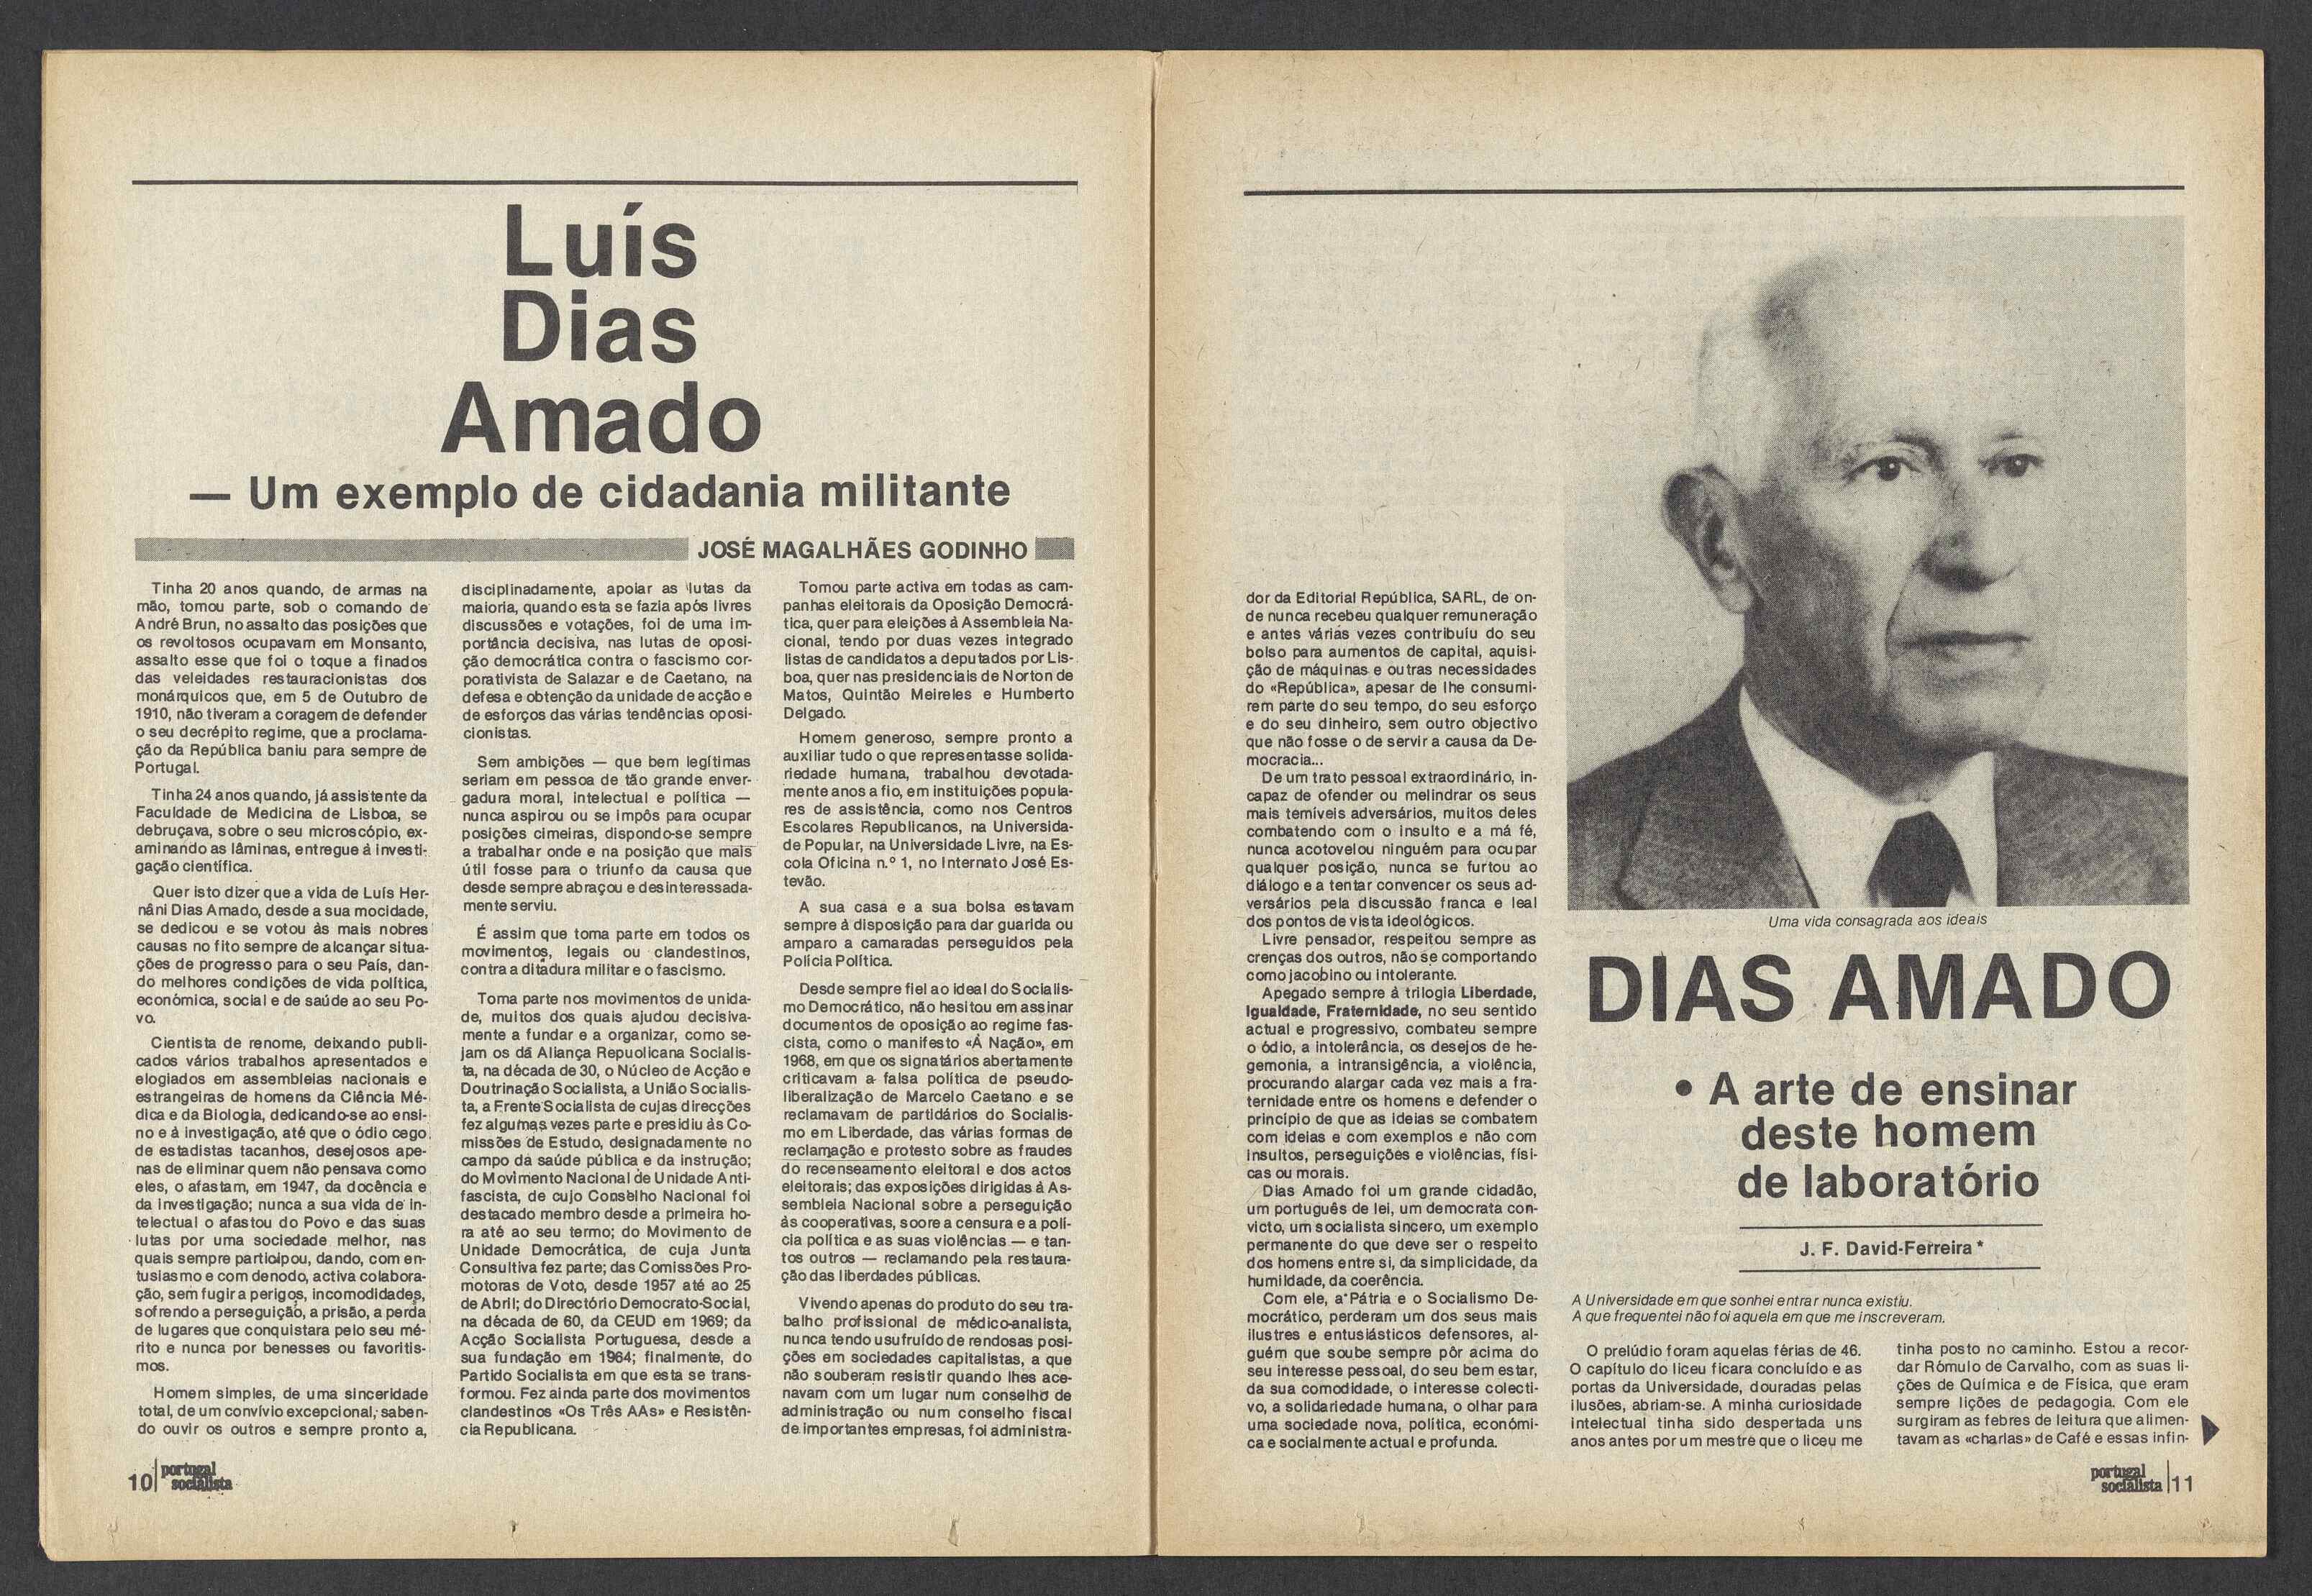 Luís
Dias
Amado
— Um exemplo de cidadania militante
JOSÉ MAGALHÃES GODINHO
Tinha 20 anos quando, de armas na
mão, tomou parte, sob o comando de
André Brun, no assalto das posições que
os revoltosos ocupavam em Monsanto,
assalto esse que foi o toque a finados
das veleidades restauracionistas dos
monárquicos que, em 5 de Outubro de
1910, não tiveram a coragem de defender
o seu decrépito regime, que a proclama-
ção da República baniu para sempre de
Portugal.
Tinha 24 anos quando, já assistente da
Faculdade de Medicina de Lisboa, se
debruçava, sobre o seu microscópio, ex-
aminando as lâminas, entregue à investi-
gação científica.
Quer isto dizer que a vida de Luís Her-
nâni Dias Amado, desde a sua mocidade,
se dedicou e se votou às mais nobres
causas no fito sempre de alcançar situa-
ções de progresso para o seu País, dan-
do melhores condições de vida política,
económica, social e de saúde ao seu Po-
vo.
Cientista de renome, deixando publi-
cados vários trabalhos apresentados e
elogiados em assembleias nacionais e
estrangeiras de homens da Ciência Mé-
dica e da Biologia, dedicando-se ao ensi-
no e à investigação, até que o ódio cego
de estadistas tacanhos, desejosos ape-
nas de eliminar quem não pensava como
eles, o afastam, em 1947, da docência e
da investigação; nunca a sua vida de in-
telectual o afastou do Povo e das suas
lutas por uma sociedade melhor, nas
quais sempre participou, dando, com en-
tusiasmo e com denodo, activa colabora-
ção, sem fugir a perigos, incomodidades,
sofrendo a perseguição, a prisão, a perda
de lugares que conquistara pelo seu mé-
rito e nunca por benesses ou favoritis-
mos.
Homem simples, de uma sinceridade
total, de um convívio excepcional, saben-
do ouvir os outros e sempre pronto a,
disciplinadamente, apoiar as lutas da
maioria, quando esta se fazia após livres
discussões e votações, foi de uma im-
portância decisiva, nas lutas de oposi-
ção democrática contra o fascismo cor-
porativista de Salazar e de Caetano, na
defesa e obtenção da unidade de acção e
de esforços das várias tendências oposi-
cionistas.
Sem ambições — que bem legítimas
seriam em pessoa de tão grande enver-
gadura moral, intelectual e política —
nunca aspirou ou se impôs para ocupar
posições cimeiras, dispondo-se sempre
a trabalhar onde e na posição que mais
útil fosse para o triunfo da causa que
desde sempre abraçou e desinteressada-
mente serviu.
É assim que toma parte em todos os
movimentos, legais ou clandestinos,
contra a ditadura militar e o fascismo.
Toma parte nos movimentos de unida-
de, muitos dos quais ajudou decisiva-
mente a fundar e a organizar, como se-
jam os dá Aliança Repuolicana Socialis-
ta, na década de 30, o Núcleo de Acção e
Doutrinação Socialista, a União Socialis-
ta, a Frente Socialista de cujas direcções
fez algumas vezes parte e presidiu às Co-
missões de Estudo, designadamente no
campo da saúde pública e da instrução;
do Movimento Nacional de Unidade Anti-
fascista, de cujo Conselho Nacional foi
destacado membro desde a primeira ho-
ra até ao seu termo; do Movimento de
Unidade Democrática, de cuja Junta
Consultiva fez parte; das Comissões Pro-
motoras de Voto, desde 1957 até ao 25
de Abril; do Directório Democrato-Social,
na década de 60, da CEUD em 1969; da
Acção Socialista Portuguesa, desde a
sua fundação em 1964; finalmente, do
Partido Socialista em que esta se trans-
formou. Fez ainda parte dos movimentos
clandestinos «Os Três AAs» e Resistên-
cia Republicana.
Tomou parte activa em todas as cam-
panhas eleitorais da Oposição Democrá-
tica, quer para eleições à Assembleia Na-
cional, tendo por duas vezes integrado
listas de candidatos a deputados por Lis-
boa, quer nas presidenciais de Norton de
Matos, Quintão Meireles e Humberto
Delgado.
Homem generoso, sempre pronto a
auxiliar tudo o que representasse solida-
riedade humana, trabalhou devotada-
mente anos a fio, em instituições popula-
res de assistência, como nos Centros
Escolares Republicanos, na Universida-
de Popular, na Universidade Livre, na Es-
cola Oficina n.º 1, no Internato José Es-
tevão.
A sua casa e a sua bolsa estavam
sempre à disposição para dar guarida ou
amparo a camaradas perseguidos pela
Polícia Política.
Desde sempre fiel ao ideal do Socialis-
mo Democrático, não hesitou em assinar
documentos de oposição ao regime fas-
cista, como o manifesto «À Nação», em
1968, em que os signatários abertamente
criticavam a falsa política de pseudo-
liberalização de Marcelo Caetano e se
reclamavam de partidários do Socialis-
mo em Liberdade, das várias formas de
reclamação e protesto sobre as fraudes
do recenseamento eleitoral e dos actos
eleitorais; das exposições dirigidas à As-
sembleia Nacional sobre a perseguição
às cooperativas, soore a censura e a polí-
cia política e as suas violências — e tan-
tos outros — reclamando pela restaura-
ção das liberdades públicas.
Vivendo apenas do produto do seu tra-
balho profissional de médico-analista,
nunca tendo usufruído de rendosas posi-
ções em sociedades capitalistas, a que
não souberam resistir quando lhes ace-
navam com um lugar num conselho de
administração ou num conselho fiscal
de importantes empresas, foi administra-
10 portugal
socialista
dor da Editorial República, SARL, de on-
de nunca recebeu qualquer remuneração
e antes várias vezes contribuíu do seu
bolso para aumentos de capital, aquisi-
ção de máquinas e outras necessidades
do «República», apesar de lhe consumi-
rem parte do seu tempo, do seu esforço
e do seu dinheiro, sem outro objectivo
que não fosse o de servir a causa da De-
mocracia...
De um trato pessoal extraordinário, in-
capaz de ofender ou melindrar os seus
mais temíveis adversários, muitos deles
combatendo com o insulto e a má fé,
nunca acotovelou ninguém para ocupar
qualquer posição, nunca se furtou ao
diálogo e a tentar convencer os seus ad-
versários pela discussão franca e leal
dos pontos de vista ideológicos.
Livre pensador, respeitou sempre as
crenças dos outros, não se comportando
como jacobino ou intolerante.
Apegado sempre à trilogia Liberdade,
Igualdade, Fraternidade, no seu sentido
actual e progressivo, combateu sempre
o ódio, a intolerância, os desejos de he-
gemonia, a intransigência, a violência,
procurando alargar cada vez mais a fra-
ternidade entre os homens e defender o
princípio de que as ideias se combatem
com ideias e com exemplos e não com
insultos, perseguições e violências, físi-
cas ou morais.
Dias Amado foi um grande cidadão,
um português de lei, um democrata con-
victo, um socialista sincero, um exemplo
permanente do que deve ser o respeito
dos homens entre si, da simplicidade, da
humildade, da coerência.
Com ele, a Pátria e o Socialismo De-
mocrático, perderam um dos seus mais
ilustres e entusiásticos defensores, al-
guém que soube sempre pôr acima do
seu interesse pessoal, do seu bem estar,
da sua comodidade, o interesse colecti-
vo, a solidariedade humana, o olhar para
uma sociedade nova, política, económi-
ca e socialmente actual e profunda.
Uma vida consagrada aos ideais
DIAS AMADO
• A arte de ensinar
deste homem
de laboratório
J. F. David-Ferreira*
A Universidade em que sonhei entrar nunca existiu.
A que frequentei não foi aquela em que me inscreveram.
O prelúdio foram aquelas férias de 46.
O capítulo do liceu ficara concluído e as
portas da Universidade, douradas pelas
ilusões, abriam-se. A minha curiosidade
intelectual tinha sido despertada uns
anos antes por um mestre que o liceu me
tinha posto no caminho. Estou a recor-
dar Rómulo de Carvalho, com as suas li-
ções de Química e de Física, que eram
sempre lições de pedagogia. Com ele
surgiram as febres de leitura que alimen-
tavam as «charlas» de Café e essas infin-
portugal
socialista 11